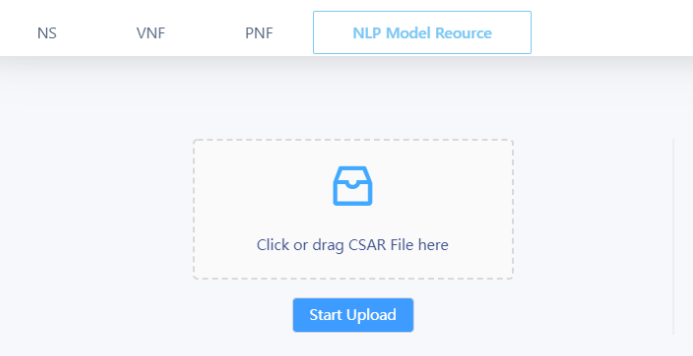 NS VNF PNF NLP Model Reource
Click or drag CSAR File here
Start Upload